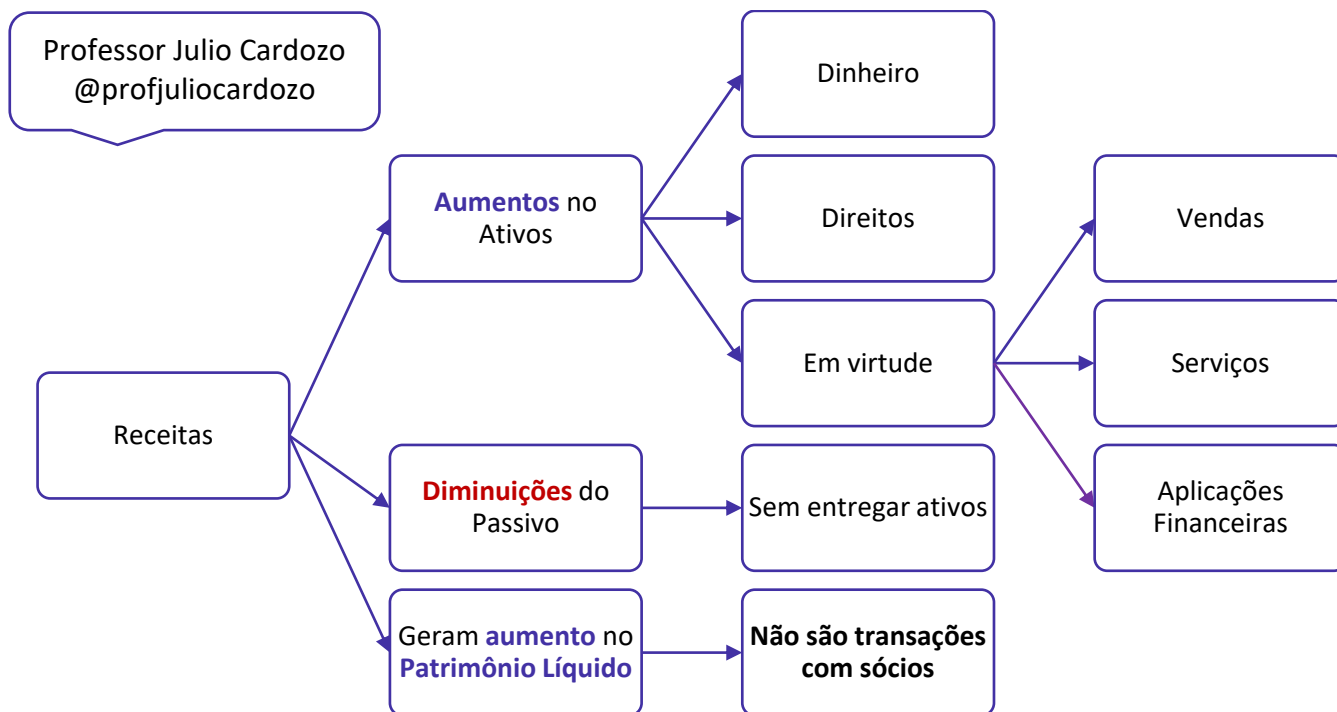 Professor Julio Cardozo
@profjuliocardozo
Receitas
Aumentos no
Ativos
Dinheiro
Direitos
Em virtude
Vendas
Serviços
Aplicações
Financeiras
Diminuições do
Passivo
Sem entregar ativos
Geram aumento no
Patrimônio Líquido
Não são transações
com sócios